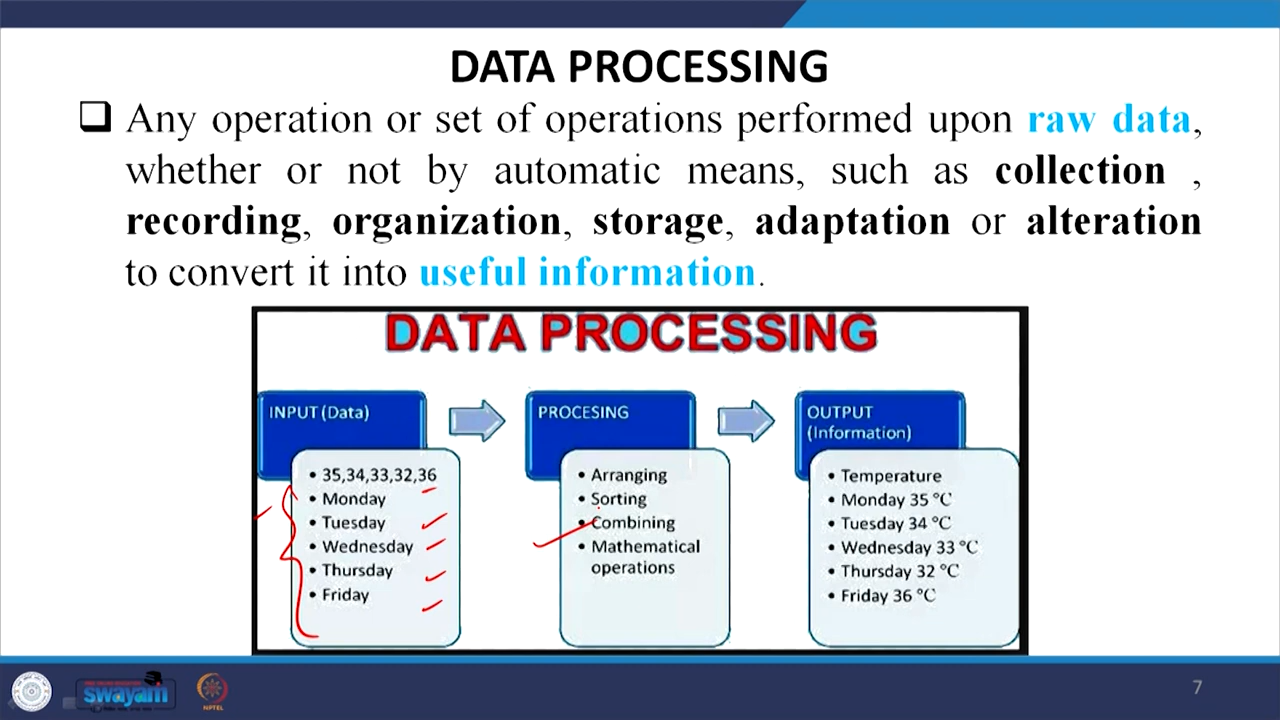 DATA PROCESSING
❑ Any operation or set of operations performed upon raw data,
whether or not by automatic means, such as collection ,
recording, organization, storage, adaptation or alteration
to convert it into useful information.
DATA PROCESSING
INPUT (Data)
• 35,34,33,32,36
• Monday
• Tuesday
• Wednesday
• Thursday
• Friday
PROCESING
• Arranging
• Sorting
• Combining
• Mathematical
operations
OUTPUT
(Information)
• Temperature
• Monday 35 °C
• Tuesday 34 °C
• Wednesday 33 °C
• Thursday 32 °C
• Friday 36 °C
swayam
NPTEL
7